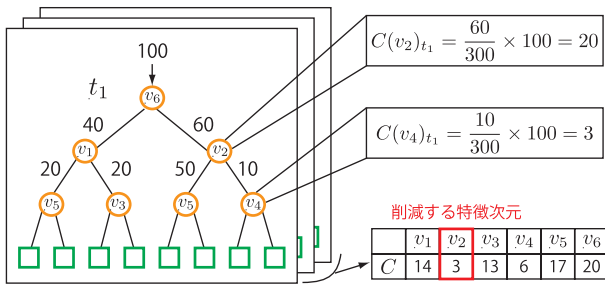 100
t₁
v₆
40 60
v₁ v₂
20 20 50 10
v₅ v₃ v₅ v₄
C(v₂)ₜ₁ = 60/300 × 100 = 20
C(v₄)ₜ₁ = 10/300 × 100 = 3
削減する特徴次元
v₁ v₂ v₃ v₄ v₅ v₆
C 14 3 13 6 17 20